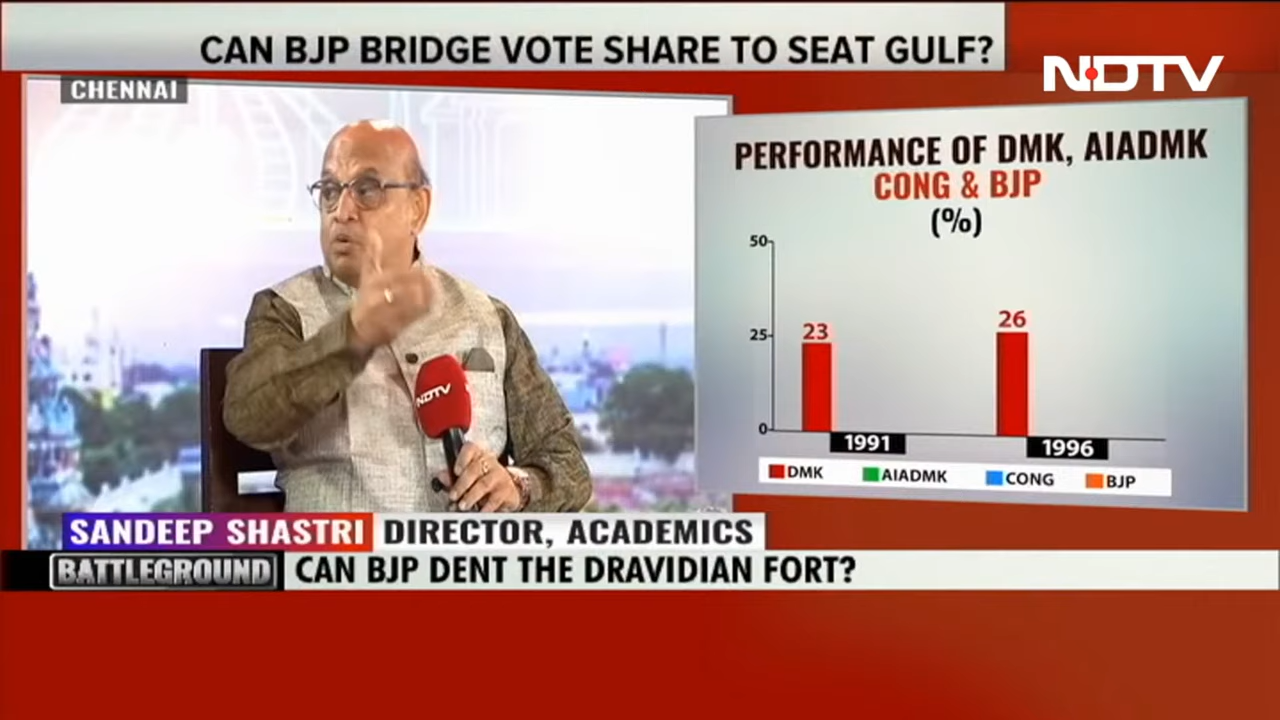 CAN BJP BRIDGE VOTE SHARE TO SEAT GULF?
NDTV
CHENNAI
PERFORMANCE OF DMK, AIADMK
CONG & BJP
(%)
50
25
0
23
26
1991
1996
DMK
AIADMK
CONG
BJP
NDTV
SANDEEP SHASTRI
DIRECTOR, ACADEMICS
BATTLEGROUND
CAN BJP DENT THE DRAVIDIAN FORT?